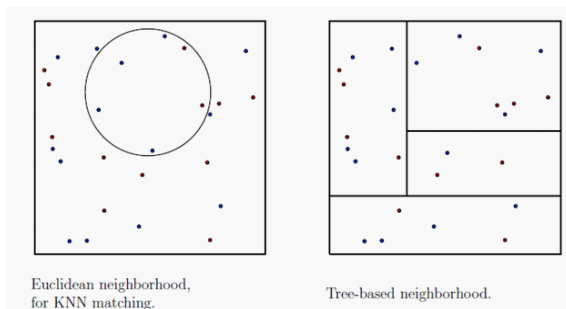 Euclidean neighborhood,
for KNN matching.
Tree-based neighborhood.